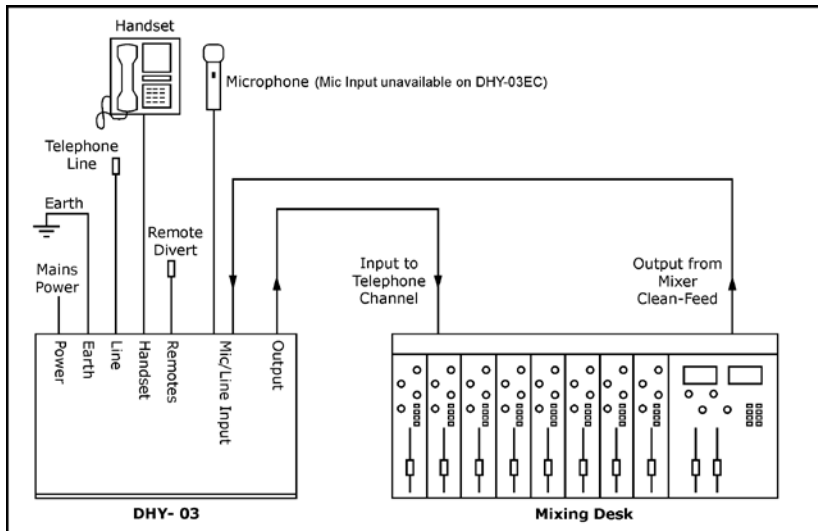 Handset
Microphone (Mic Input unavailable on DHY-03EC)
Telephone
Line
Earth
Remote
Divert
Mains
Power
Input to
Telephone
Channel
Output from
Mixer
Clean-Feed
Power
Earth
Line
Handset
Remotes
Mic/Line Input
Output
DHY- 03
Mixing Desk